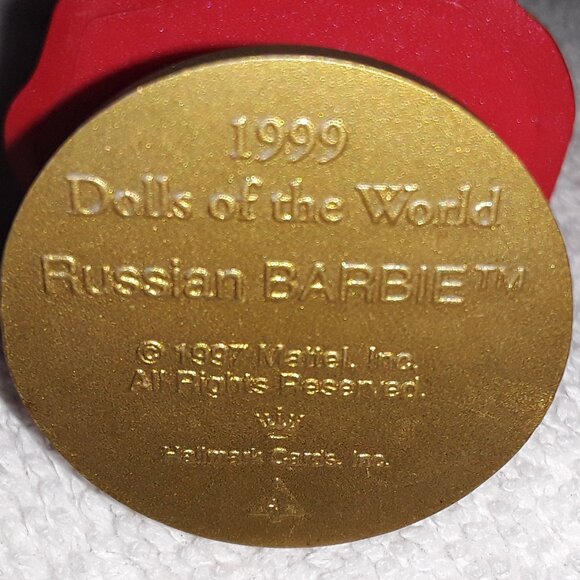 1999
Dolls of the World
Russian BARBIE™
© 1997 Mattel, Inc.
All Rights Reserved.
Hallmark Cards, Inc.
A